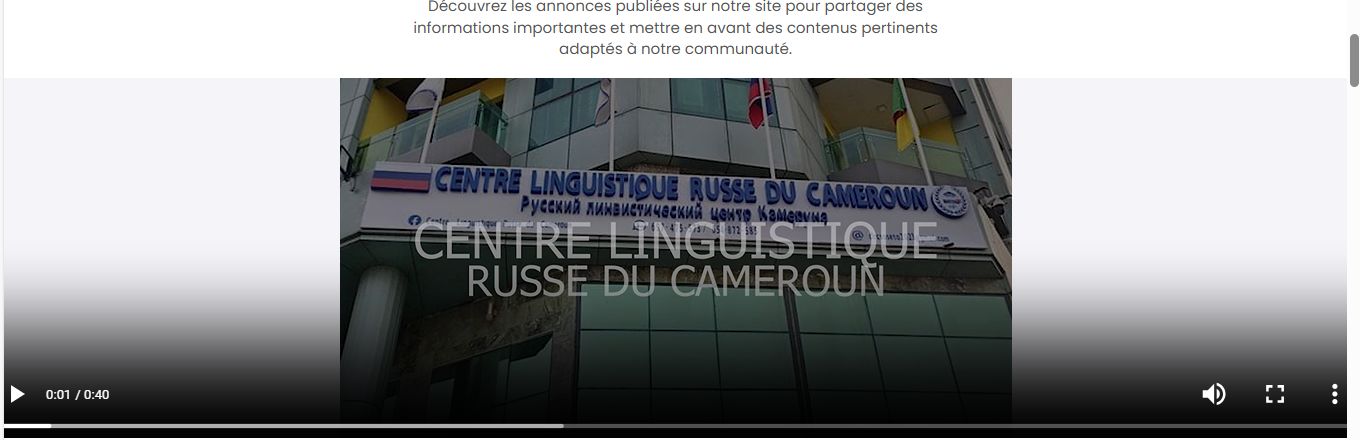 Découvrez les annonces publiées sur notre site pour partager des
informations importantes et mettre en avant des contenus pertinents
adaptés à notre communauté.
CENTRE LINGUISTIQUE RUSSE DU CAMEROUN
Русский лингвистический центр Камеруна
CENTRE LINGUISTIQUE
RUSSE DU CAMEROUN
0:01 / 0:40